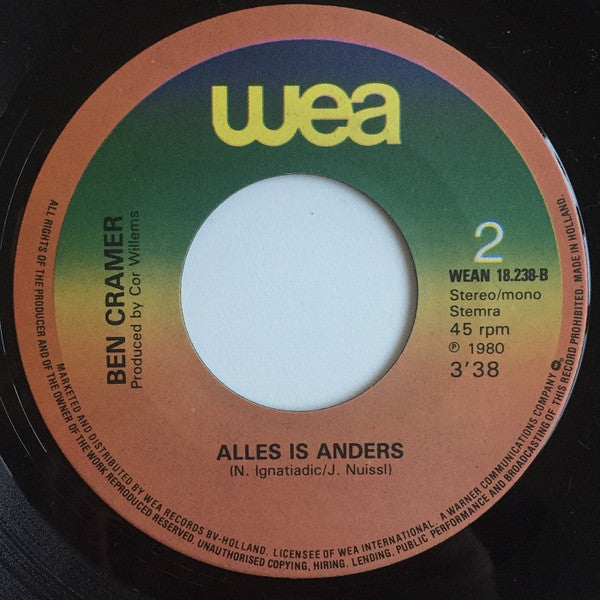 wea
BEN CRAMER
Produced by Cor Willems
2
WEAN 18.238-B
Stereo/mono
Stemra
45 rpm
℗ 1980
3'38
ALLES IS ANDERS
(N. Ignatiadic/J. Nuissl)
ALL RIGHTS OF THE PRODUCER AND OF THE OWNER OF THE WORK REPRODUCED RESERVED. UNAUTHORISED COPYING, HIRING. LENDING. PUBLIC PERFORMANCE AND BROADCASTING OF THIS RECORD PROHIBITED. MADE IN HOLLAND.
MARKETED AND DISTRIBUTED BY WEA RECORDS BV-HOLLAND. LICENSEE OF WEA INTERNATIONAL. A WARNER COMMUNICATIONS COMPANY